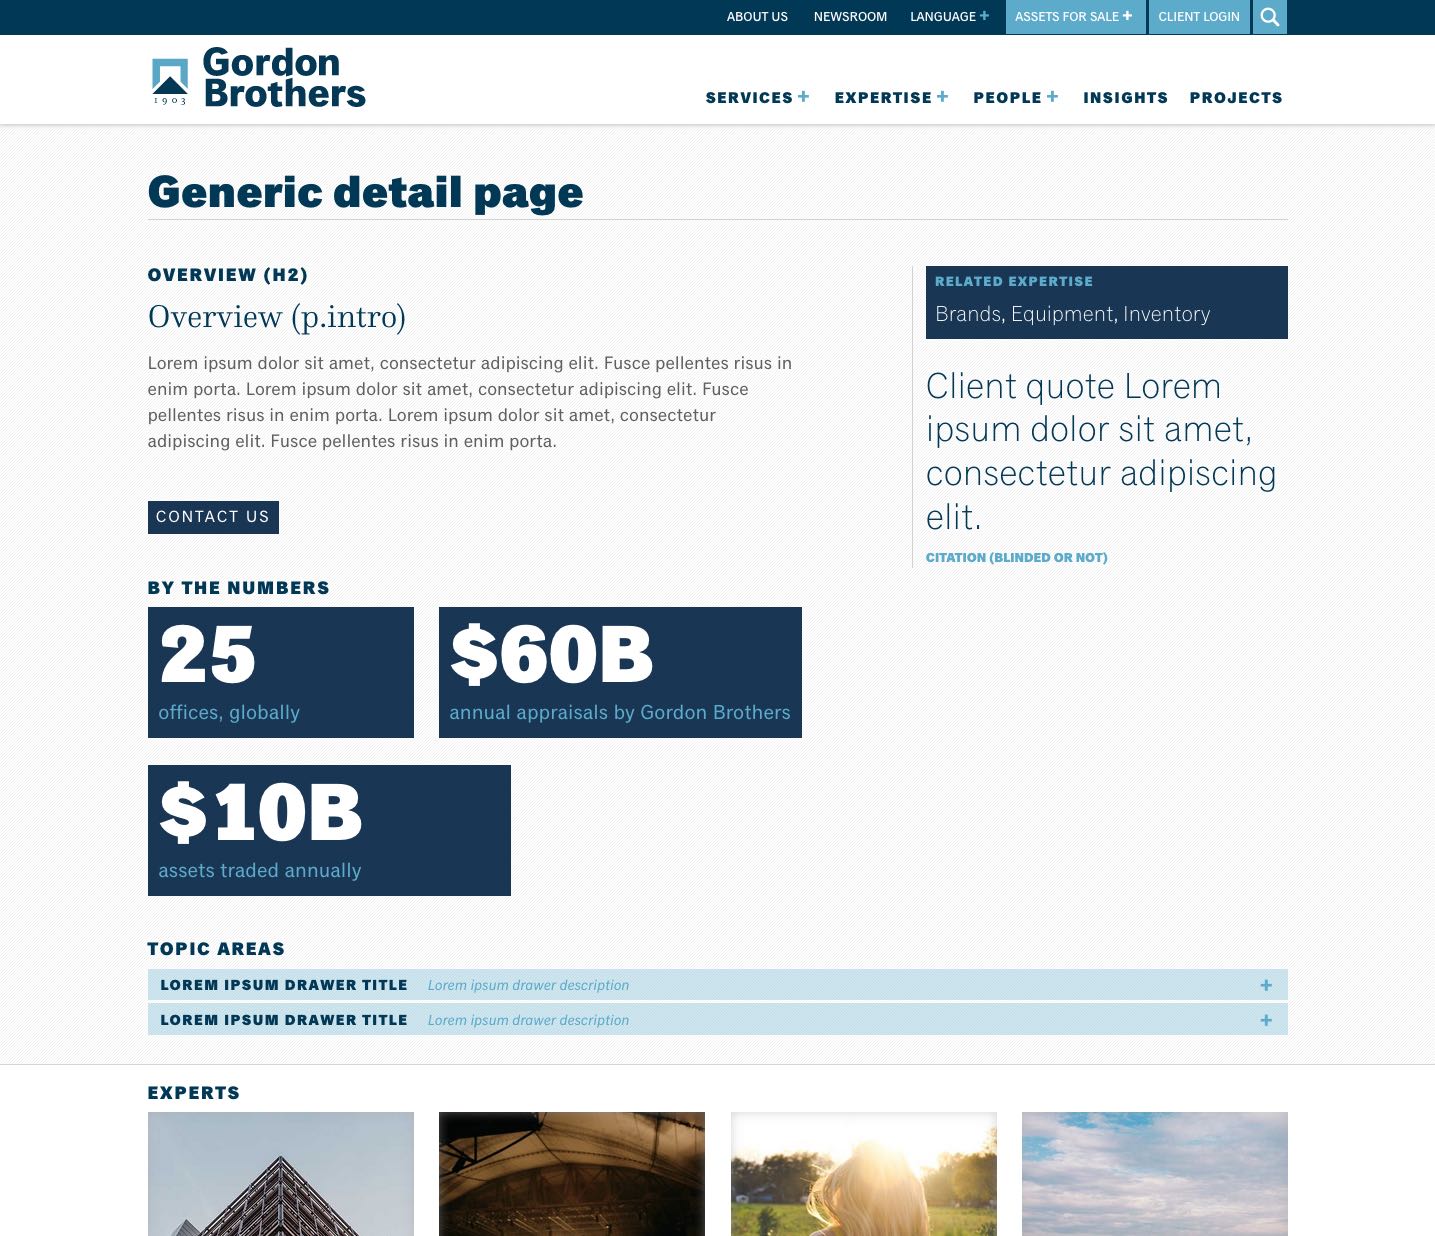 ABOUT US NEWSROOM LANGUAGE + ASSETS FOR SALE + CLIENT LOGIN
Gordon
Brothers
1903
SERVICES + EXPERTISE + PEOPLE + INSIGHTS PROJECTS
Generic detail page
OVERVIEW (H2)
Overview (p.intro)
Lorem ipsum dolor sit amet, consectetur adipiscing elit. Fusce pellentes risus in
enim porta. Lorem ipsum dolor sit amet, consectetur adipiscing elit. Fusce
pellentes risus in enim porta. Lorem ipsum dolor sit amet, consectetur
adipiscing elit. Fusce pellentes risus in enim porta.
CONTACT US
RELATED EXPERTISE
Brands, Equipment, Inventory
Client quote Lorem
ipsum dolor sit amet,
consectetur adipiscing
elit.
CITATION (BLINDED OR NOT)
BY THE NUMBERS
25
offices, globally
$60B
annual appraisals by Gordon Brothers
$10B
assets traded annually
TOPIC AREAS
LOREM IPSUM DRAWER TITLE Lorem ipsum drawer description +
LOREM IPSUM DRAWER TITLE Lorem ipsum drawer description +
EXPERTS